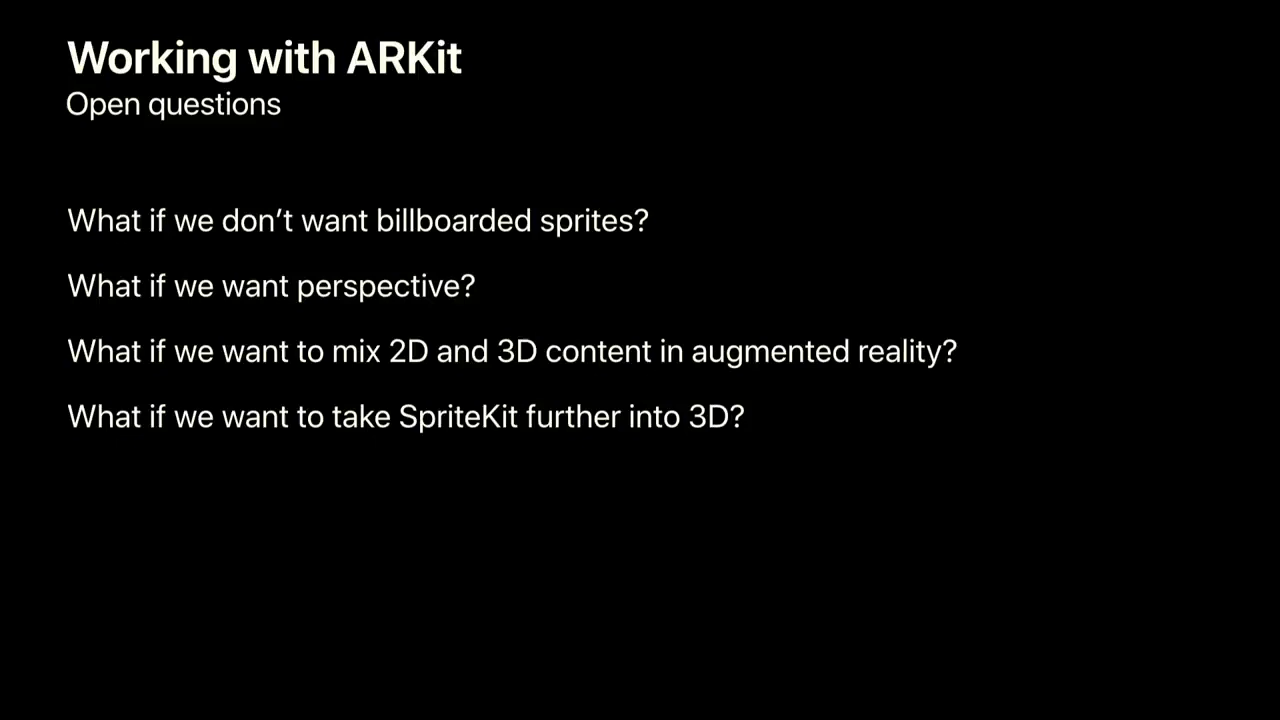 Working with ARKit
Open questions
What if we don’t want billboarded sprites?
What if we want perspective?
What if we want to mix 2D and 3D content in augmented reality?
What if we want to take SpriteKit further into 3D?